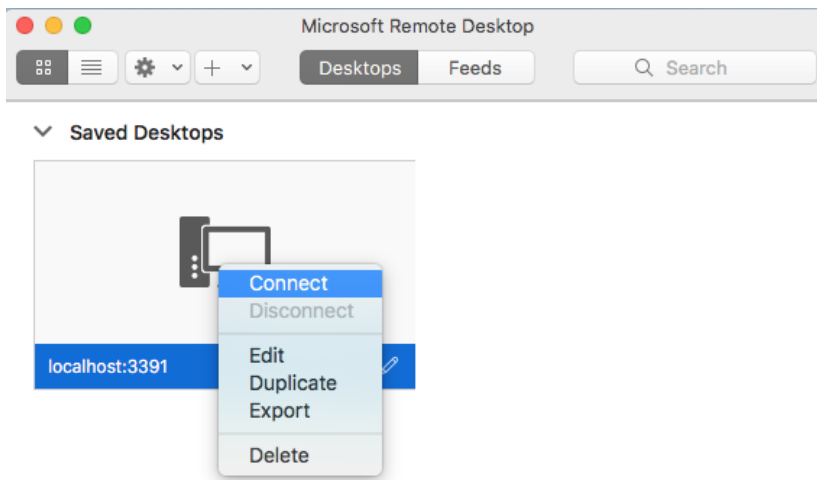 Microsoft Remote Desktop
Desktops Feeds Search
Saved Desktops
Connect
Disconnect
localhost:3391
Edit
Duplicate
Export
Delete